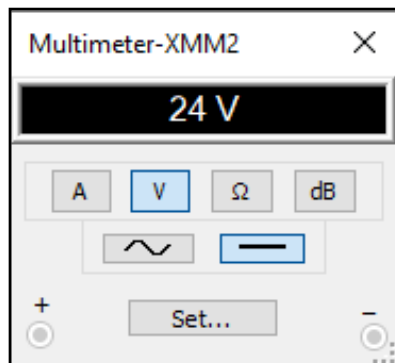 Multimeter-XMM2
24 V
A V Ω dB
+ Set... −